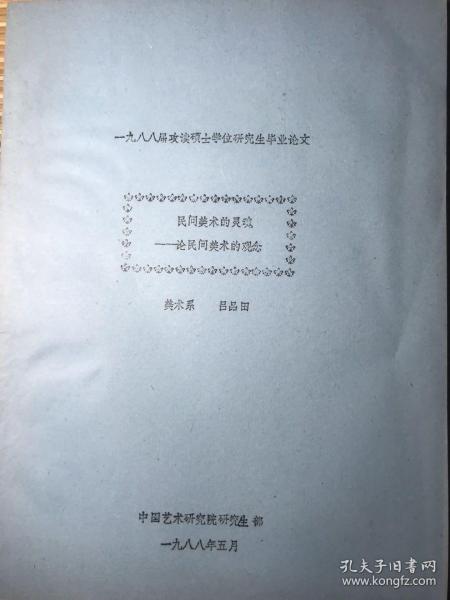 一九八八届攻读硕士学位研究生毕业论文
民间美术的灵魂
——论民间美术的观念
美术系 吕品田
中国艺术研究院研究生部
一九八八年五月
孔夫子旧书网
www.kongfz.com